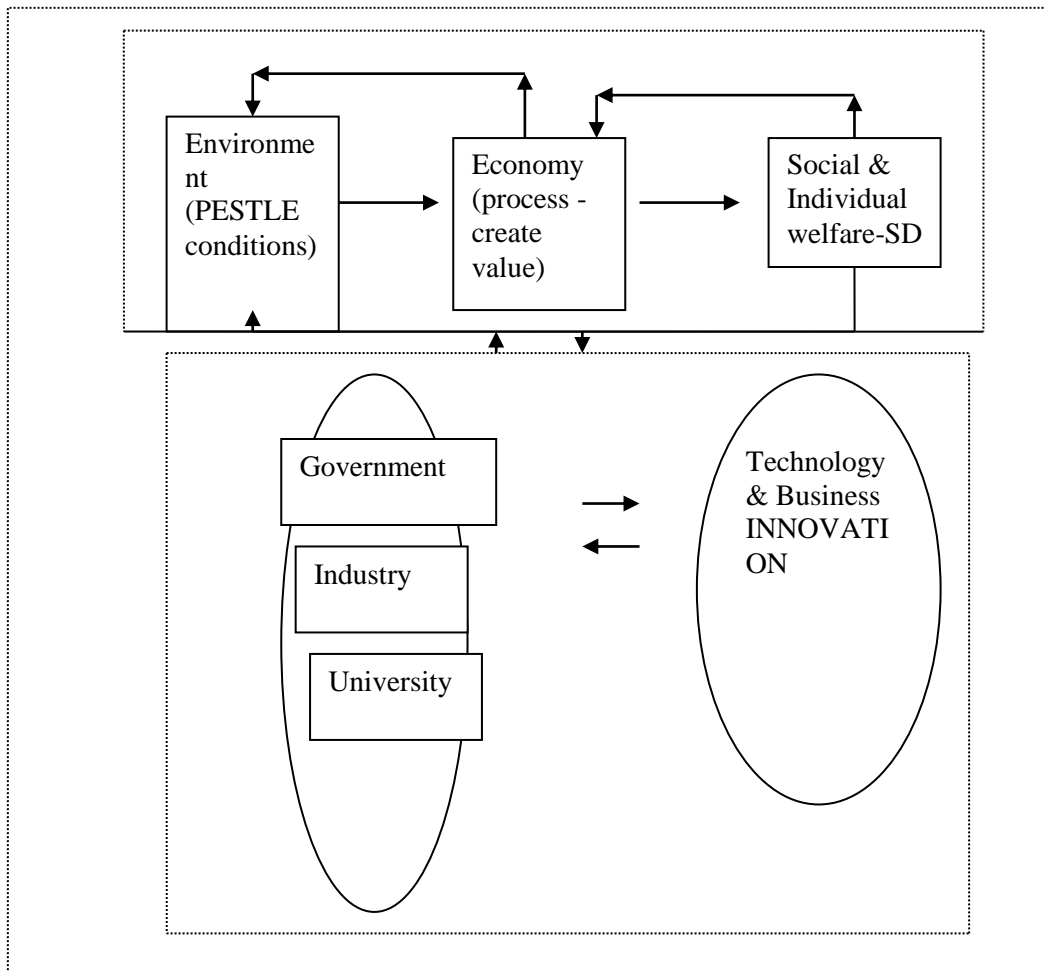 Environme
nt
(PESTLE
conditions)
Economy
(process -
create
value)
Social &
Individual
welfare-SD
Government
Industry
University
Technology
& Business
INNOVATI
ON